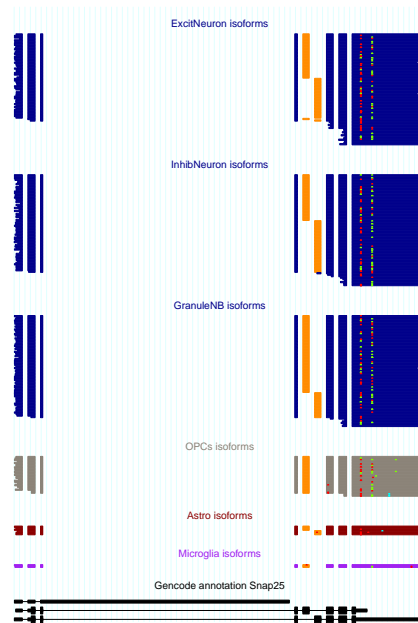 ExcitNeuron isoforms
InhibNeuron isoforms
GranuleNB isoforms
OPCs isoforms
Astro isoforms
Microglia isoforms
Gencode annotation Snap25